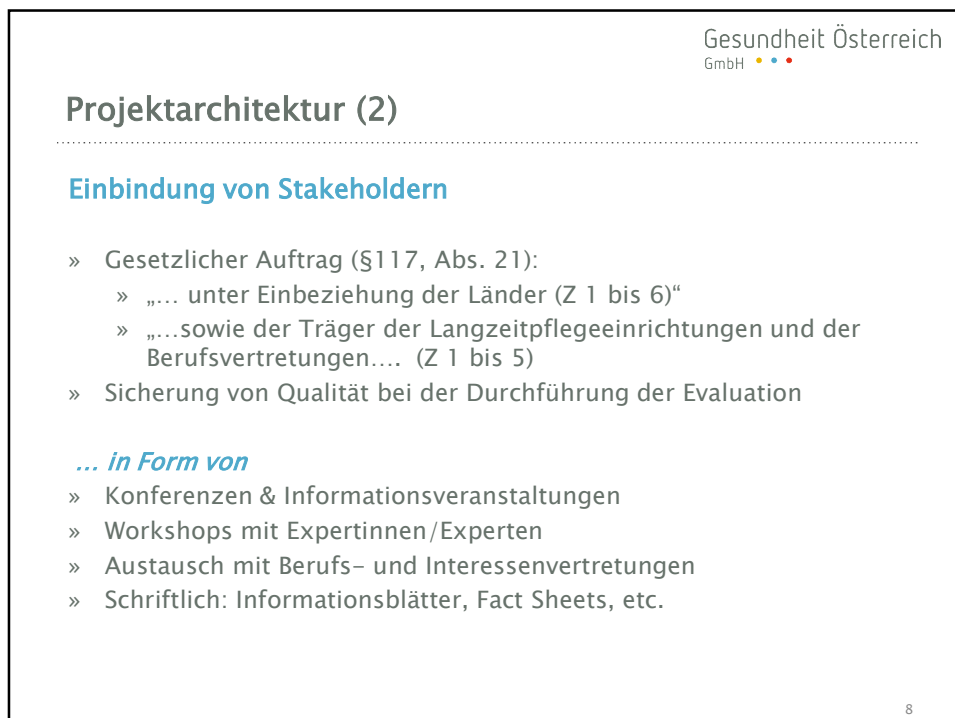 Gesundheit Österreich
GmbH
Projektarchitektur (2)
Einbindung von Stakeholdern
» Gesetzlicher Auftrag (§117, Abs. 21):
» „… unter Einbeziehung der Länder (Z 1 bis 6)“
» „…sowie der Träger der Langzeitpflegeeinrichtungen und der
Berufsvertretungen…. (Z 1 bis 5)
» Sicherung von Qualität bei der Durchführung der Evaluation
... in Form von
» Konferenzen & Informationsveranstaltungen
» Workshops mit Expertinnen/Experten
» Austausch mit Berufs- und Interessenvertretungen
» Schriftlich: Informationsblätter, Fact Sheets, etc.
8